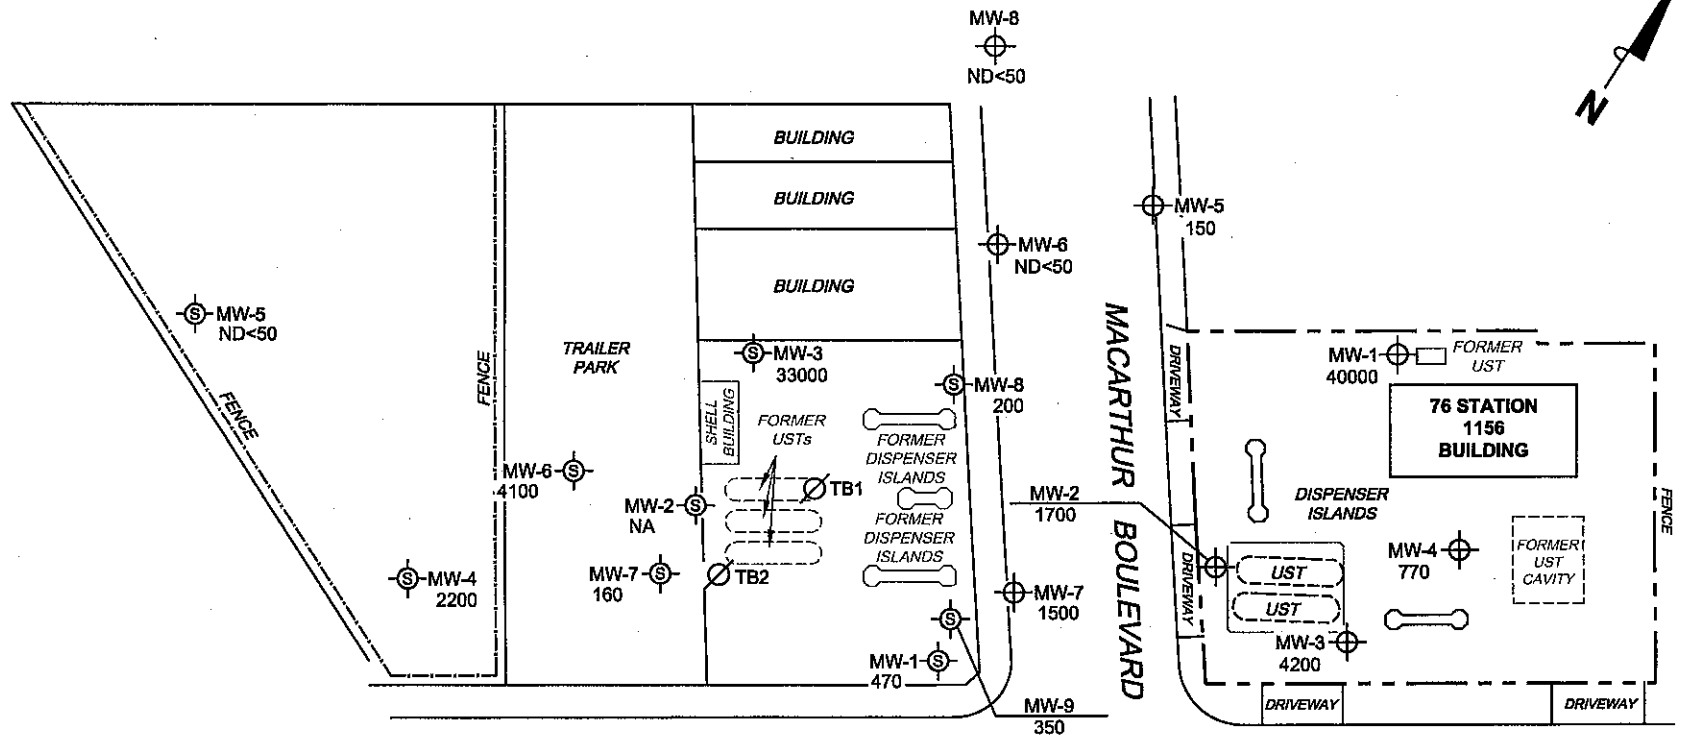 MW-8
ND<50
N
BUILDING
BUILDING
BUILDING
MW-5
150
MW-6
ND<50
MW-5
ND<50
FENCE
FENCE
TRAILER
PARK
MW-3
33000
MW-8
200
SHELL
BUILDING
FORMER
USTs
FORMER
DISPENSER
ISLANDS
FORMER
DISPENSER
ISLANDS
TB1
TB2
MW-6
4100
MW-2
NA
MW-7
160
MW-4
2200
MW-1
470
MW-9
350
MW-7
1500
MW-2
1700
MACARTHUR BOULEVARD
DRIVEWAY
DRIVEWAY
MW-1
40000
FORMER
UST
76 STATION
1156
BUILDING
DISPENSER
ISLANDS
FENCE
MW-4
770
FORMER
UST
CAVITY
UST
UST
MW-3
4200
DRIVEWAY
DRIVEWAY
S
S
S
S
S
S
S
S
S